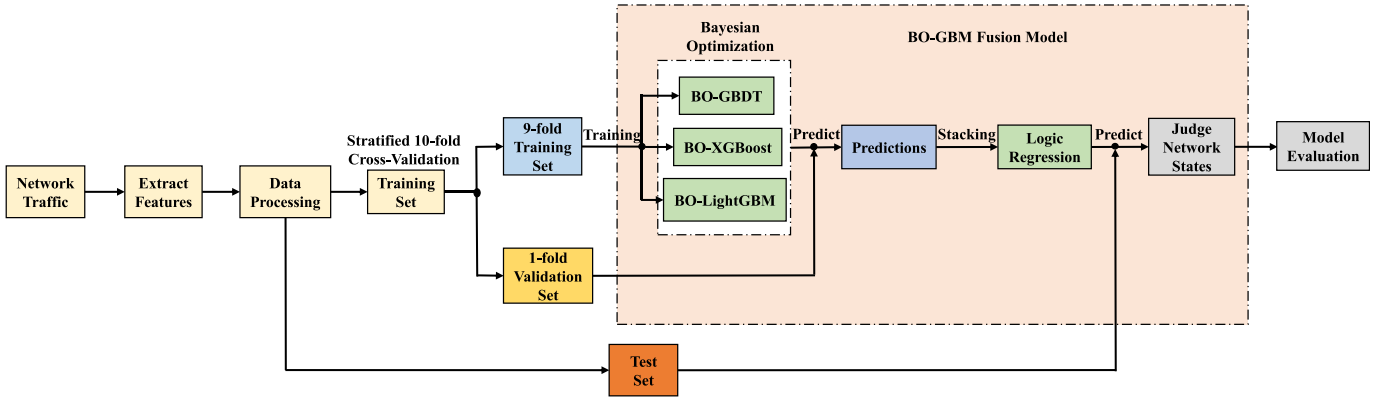 Network
Traffic
Extract
Features
Data
Processing
Stratified 10-fold
Cross-Validation
Training
Set
9-fold
Training
Set
1-fold
Validation
Set
Training
Bayesian
Optimization
BO-GBDT
BO-XGBoost
BO-LightGBM
BO-GBM Fusion Model
Predict
Predictions
Stacking
Logic
Regression
Predict
Judge
Network
States
Model
Evaluation
Test
Set